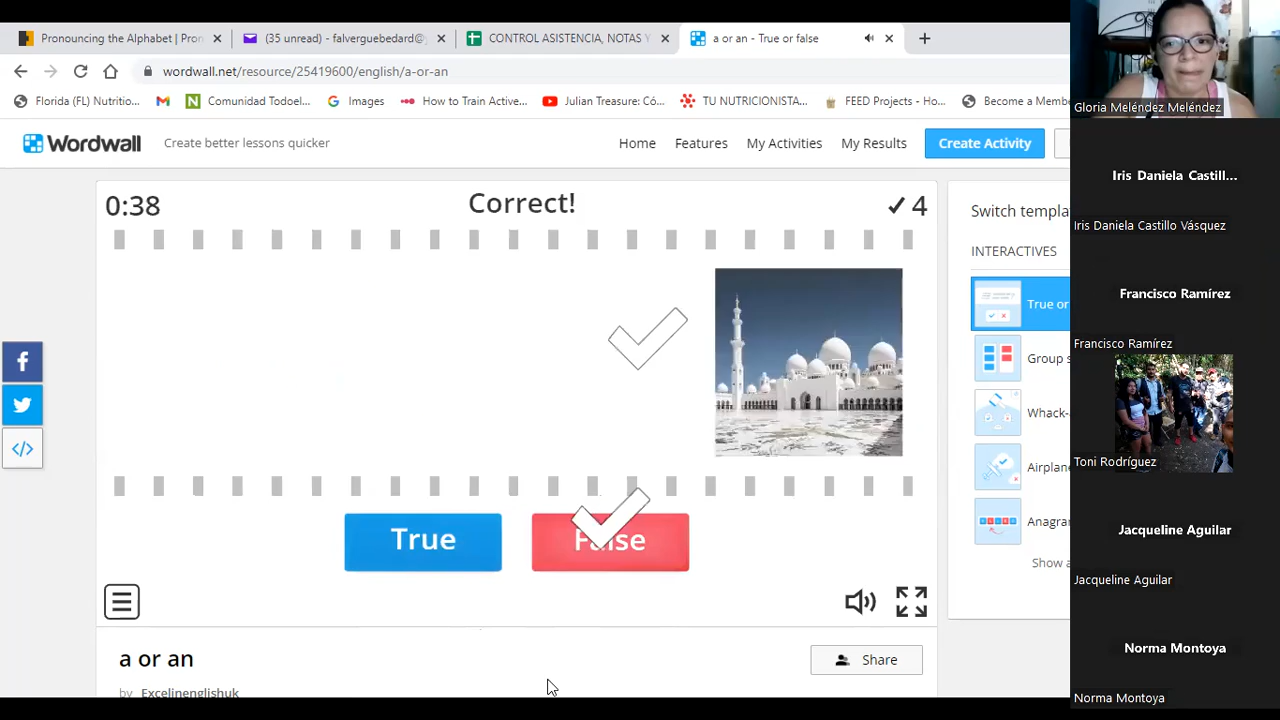 Pronouncing the Alphabet | Pron
(35 unread) - falverguebedard@
CONTROL ASISTENCIA, NOTAS Y
a or an - True or false
wordwall.net/resource/25419600/english/a-or-an
Florida (FL) Nutritio...
Comunidad Todoel...
Images
How to Train Active...
Julian Treasure: Có...
TU NUTRICIONISTA...
FEED Projects - Ho...
Become a Membe
Wordwall
Create better lessons quicker
Home
Features
My Activities
My Results
Create Activity
0:38
Correct!
4
True
False
a or an
by Excelinenglishuk
Share
Switch templa
INTERACTIVES
True or
Group s
Whack-a
Airplane
Anagra
Show a
Gloria Meléndez Meléndez
Iris Daniela Castill...
Iris Daniela Castillo Vásquez
Francisco Ramírez
Francisco Ramírez
Toni Rodríguez
Jacqueline Aguilar
Jacqueline Aguilar
Norma Montoya
Norma Montoya